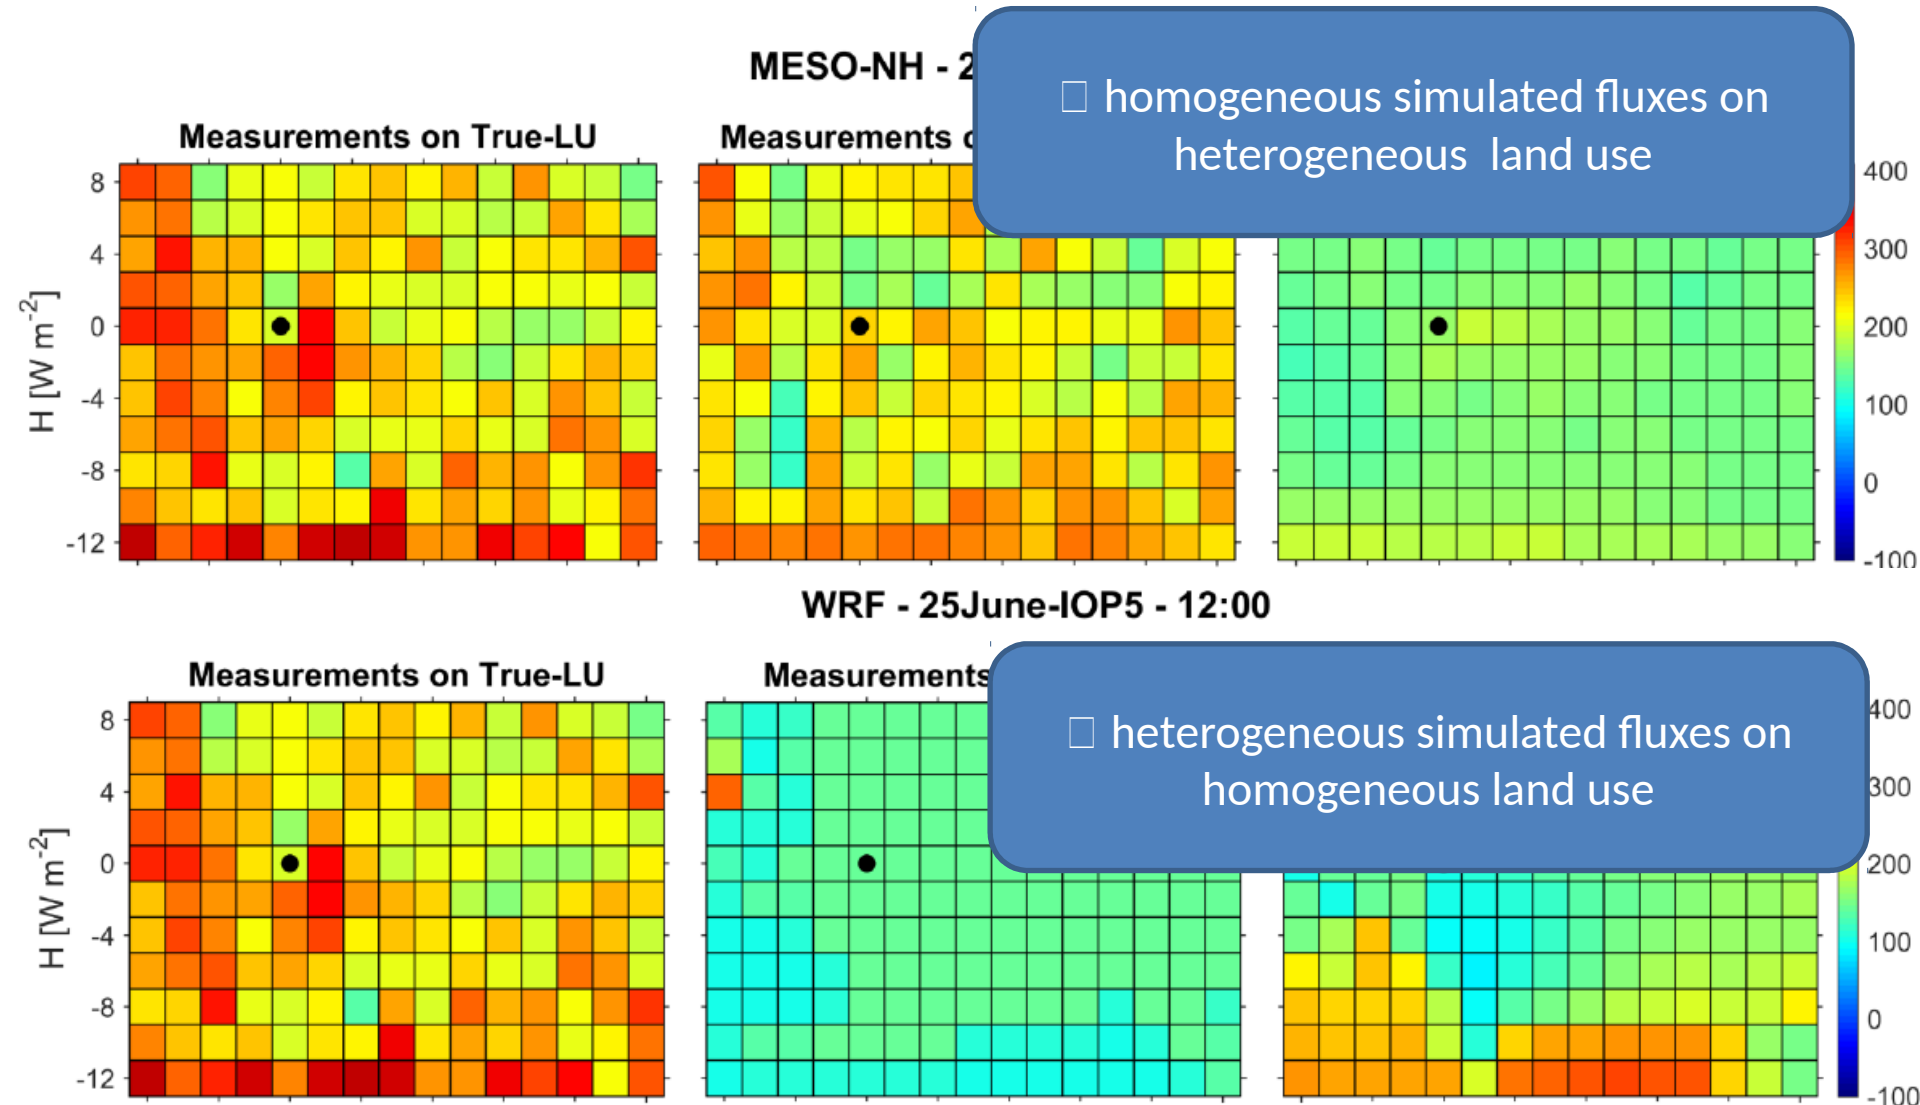 MESO-NH - 2
homogeneous simulated fluxes on
heterogeneous land use
Measurements on True-LU
Measurements
8
4
0
-4
-8
-12
H [W m-2]
400
300
200
100
0
-100
WRF - 25June-IOP5 - 12:00
heterogeneous simulated fluxes on
homogeneous land use
Measurements on True-LU
Measurements
8
4
0
-4
-8
-12
H [W m-2]
400
300
200
100
0
-100